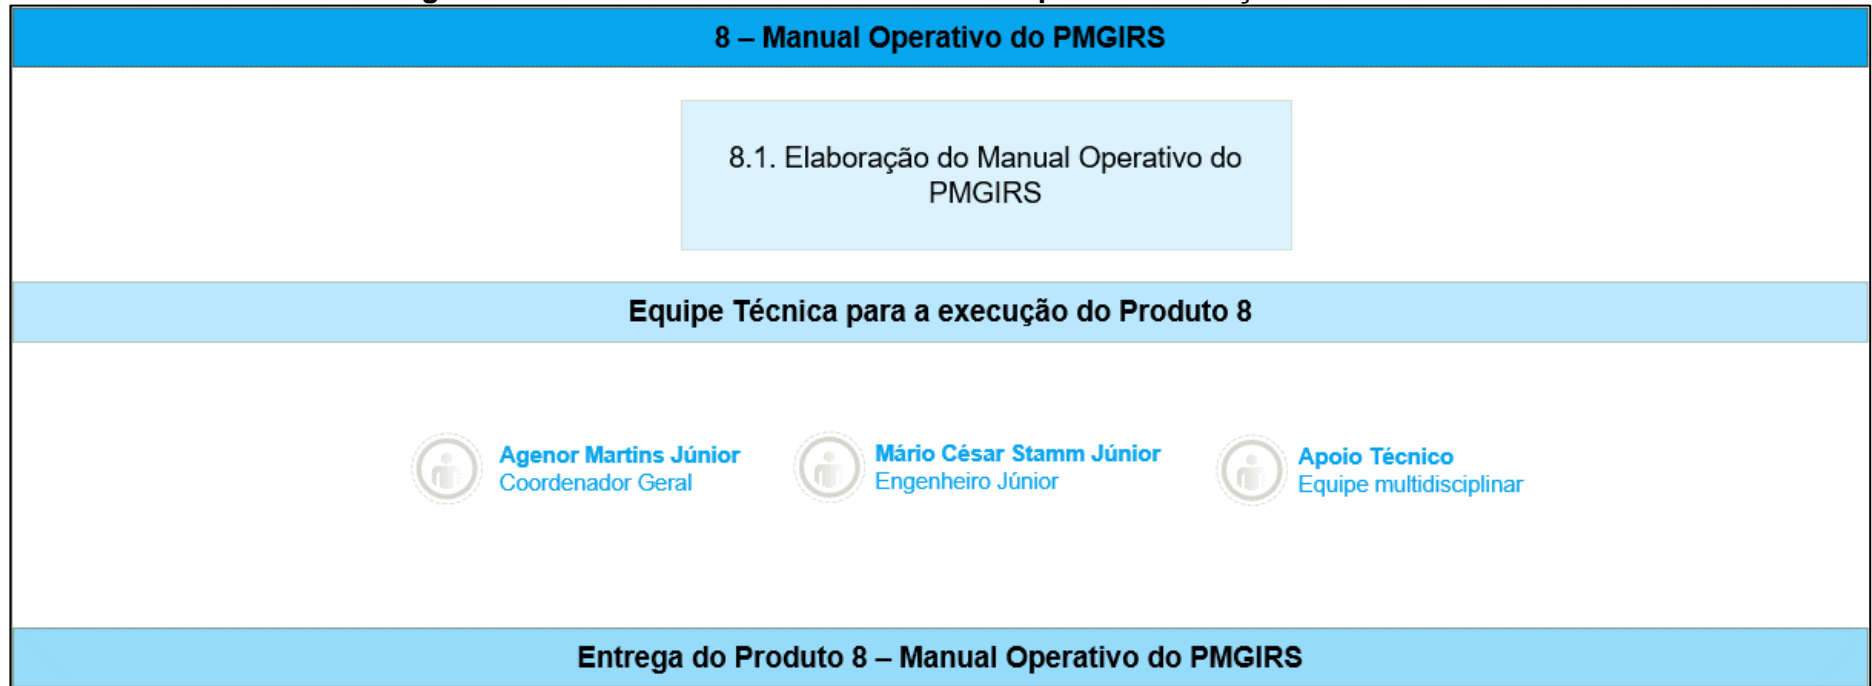 8 – Manual Operativo do PMGIRS
8.1. Elaboração do Manual Operativo do
PMGIRS
Equipe Técnica para a execução do Produto 8
Agenor Martins Júnior
Coordenador Geral
Mário César Stamm Júnior
Engenheiro Júnior
Apoio Técnico
Equipe multidisciplinar
Entrega do Produto 8 – Manual Operativo do PMGIRS